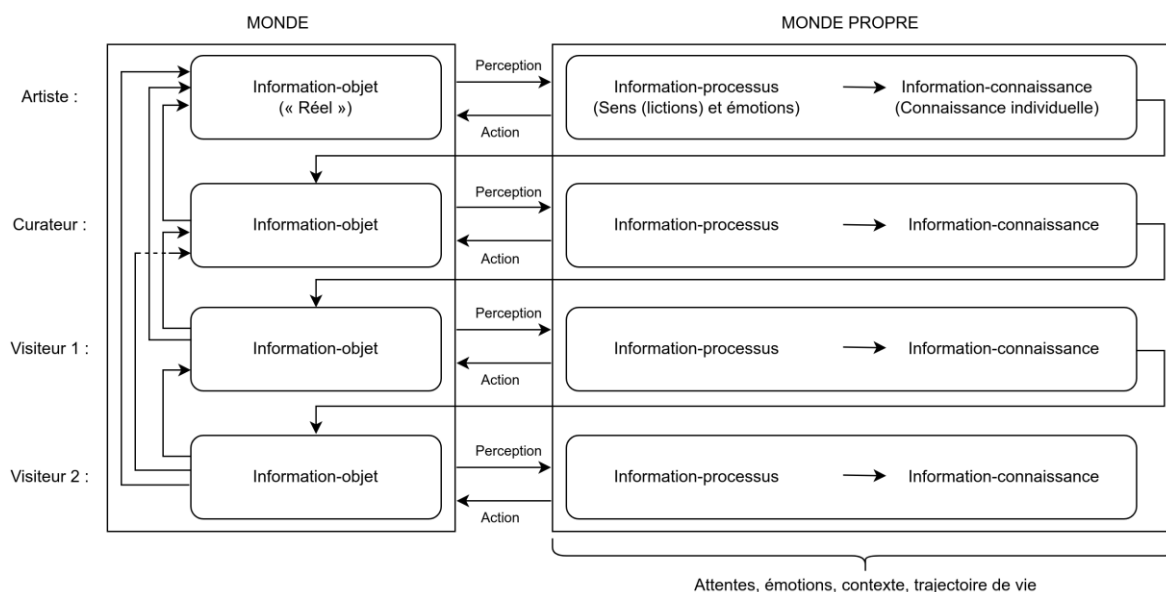 MONDE
MONDE PROPRE
Artiste :
Information-objet
(« Réel »)
Perception
Action
Information-processus
(Sens (lictions) et émotions)
Information-connaissance
(Connaissance individuelle)
Curateur :
Information-objet
Perception
Action
Information-processus
Information-connaissance
Visiteur 1 :
Information-objet
Perception
Action
Information-processus
Information-connaissance
Visiteur 2 :
Information-objet
Perception
Action
Information-processus
Information-connaissance
Attentes, émotions, contexte, trajectoire de vie